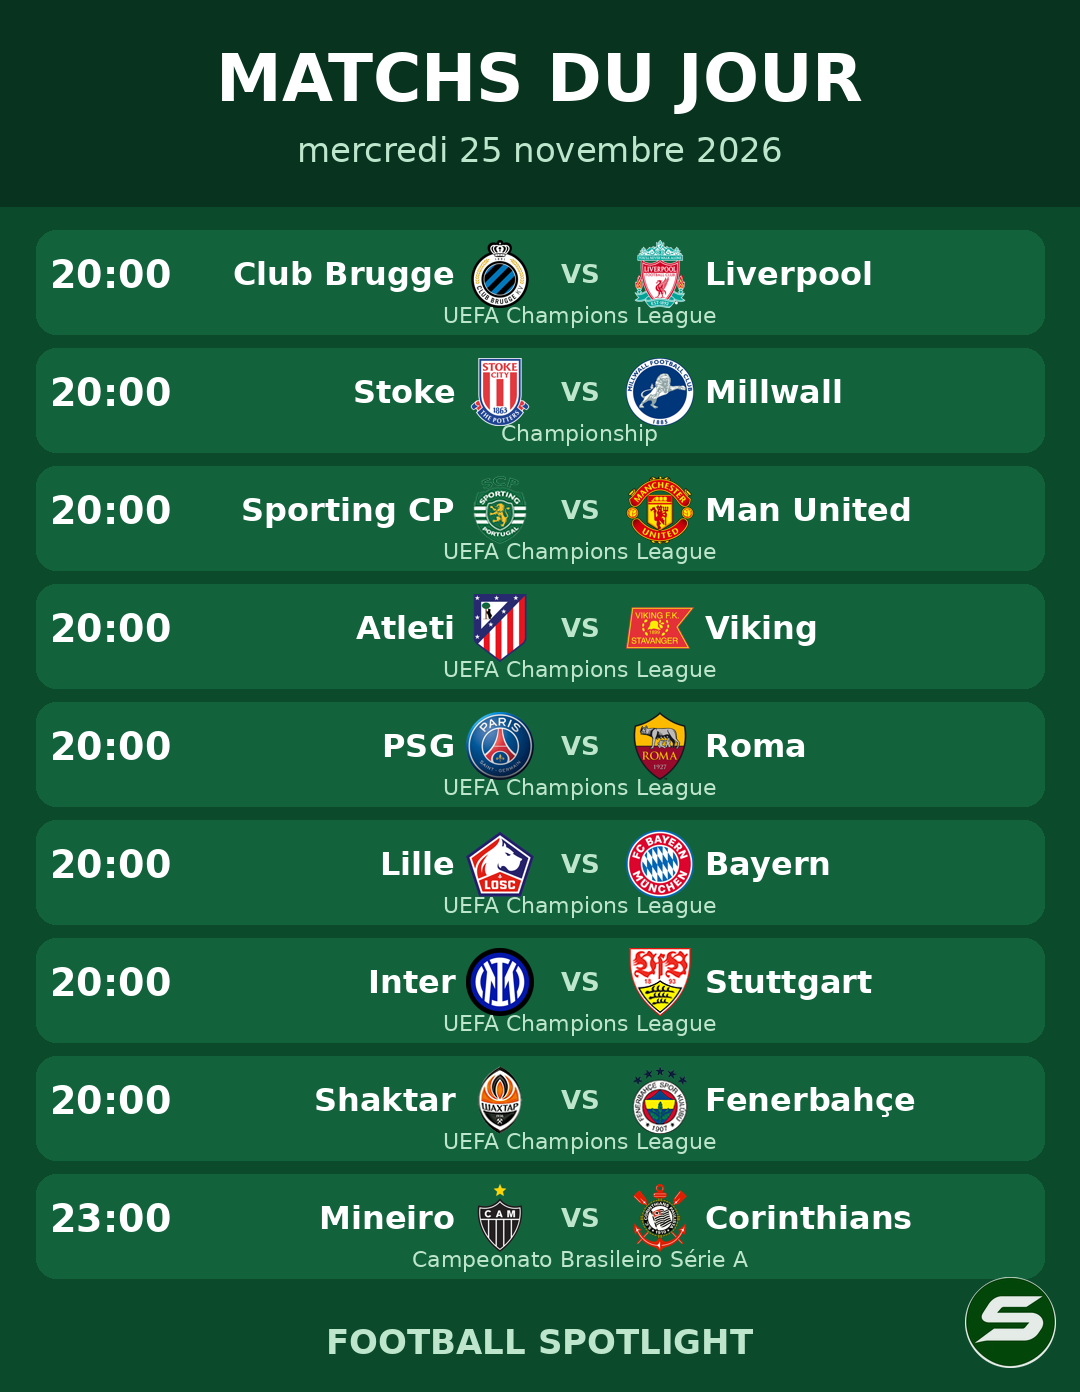 MATCHS DU JOUR
mercredi 25 novembre 2026
20:00 Club Brugge VS Liverpool
UEFA Champions League
20:00 Stoke VS Millwall
Championship
20:00 Sporting CP VS Man United
UEFA Champions League
20:00 Atleti VS Viking
UEFA Champions League
20:00 PSG VS Roma
UEFA Champions League
20:00 Lille VS Bayern
UEFA Champions League
20:00 Inter VS Stuttgart
UEFA Champions League
20:00 Shaktar VS Fenerbahçe
UEFA Champions League
23:00 Mineiro VS Corinthians
Campeonato Brasileiro Série A
FOOTBALL SPOTLIGHT